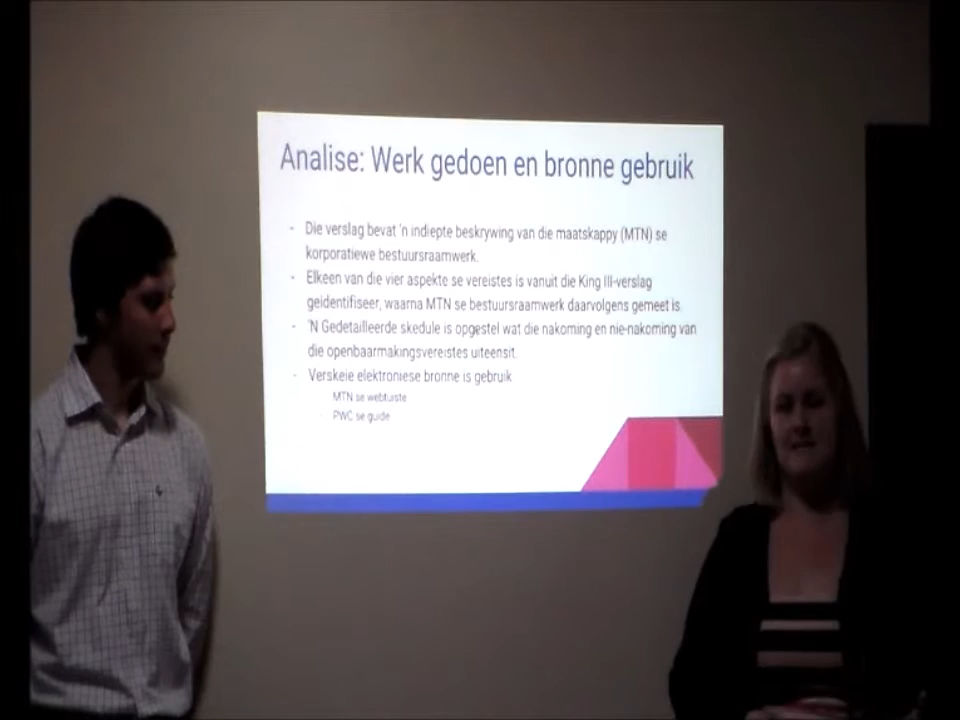 Analise: Werk gedoen en bronne gebruik
- Die verslag bevat 'n indiepte beskrywing van die maatskappy (MTN) se
korporatiewe bestuursraamwerk.
- Elkeen van die vier aspekte se vereistes is vanuit die King III-verslag
geidentifiseer, waarna MTN se bestuursraamwerk daarvolgens gemeet is.
- 'N Gedetailleerde skedule is opgestel wat die nakoming en nie-nakoming van
die openbaarmakingsvereistes uiteensit.
- Verskeie elektroniese bronne is gebruik
MTN se webtuiste
PWC se guide